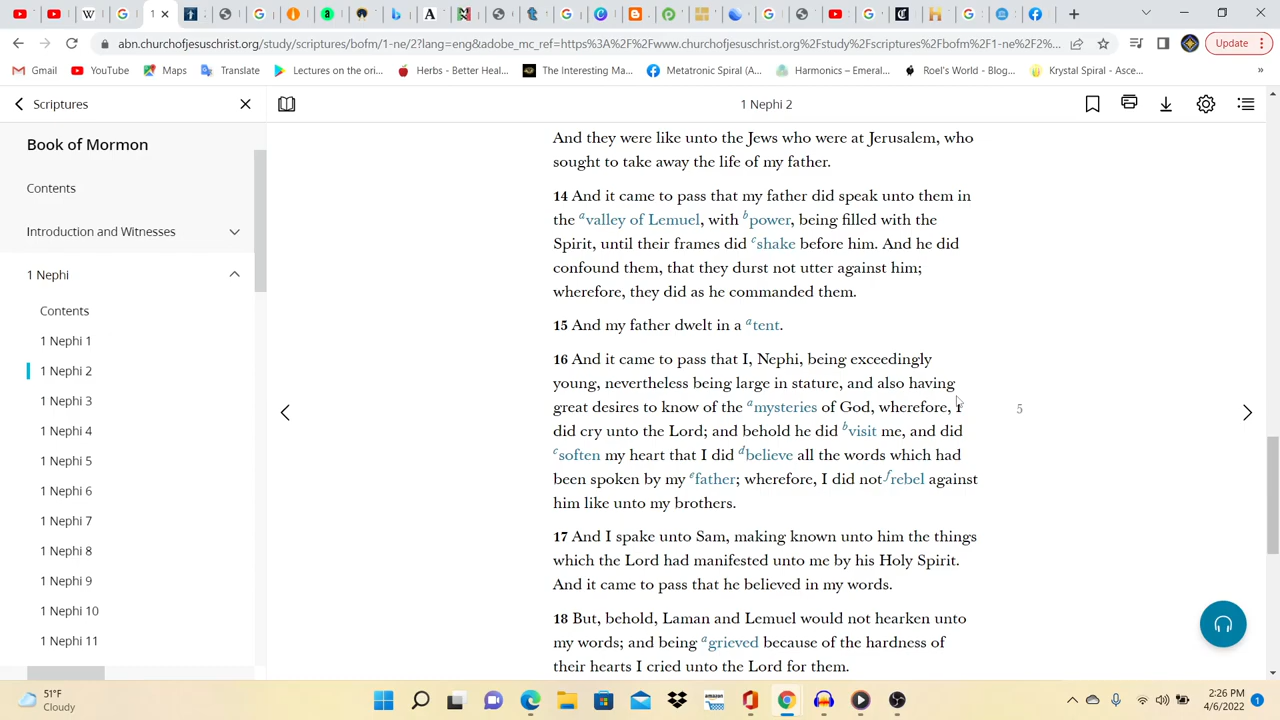 1
Update
abn.churchofjesuschrist.org/study/scriptures/bofm/1-ne/2?lang=eng&adobe_mc_ref=https%3A%2F%2Fwww.churchofjesuschrist.org%2Fstudy%2Fscriptures%2Fbofm%2F1-ne%2F2%2...
Gmail
YouTube
Maps
Translate
Lectures on the ori...
Herbs - Better Heal...
The Interesting Ma...
Metatronic Spiral (A...
Harmonics – Emeral...
Roel's World - Blog...
Krystal Spiral - Asce...
»
Scriptures
1 Nephi 2
Book of Mormon
Contents
Introduction and Witnesses
1 Nephi
Contents
1 Nephi 1
1 Nephi 2
1 Nephi 3
1 Nephi 4
1 Nephi 5
1 Nephi 6
1 Nephi 7
1 Nephi 8
1 Nephi 9
1 Nephi 10
1 Nephi 11
And they were like unto the Jews who were at Jerusalem, who
sought to take away the life of my father.
14 And it came to pass that my father did speak unto them in
the a valley of Lemuel, with b power, being filled with the
Spirit, until their frames did c shake before him. And he did
confound them, that they durst not utter against him;
wherefore, they did as he commanded them.
15 And my father dwelt in a a tent.
16 And it came to pass that I, Nephi, being exceedingly
young, nevertheless being large in stature, and also having
great desires to know of the a mysteries of God, wherefore, I
did cry unto the Lord; and behold he did b visit me, and did
c soften my heart that I did d believe all the words which had
been spoken by my e father; wherefore, I did not f rebel against
him like unto my brothers.
5
17 And I spake unto Sam, making known unto him the things
which the Lord had manifested unto me by his Holy Spirit.
And it came to pass that he believed in my words.
18 But, behold, Laman and Lemuel would not hearken unto
my words; and being a grieved because of the hardness of
their hearts I cried unto the Lord for them.
51°F
Cloudy
amazon
2:26 PM
4/6/2022
1